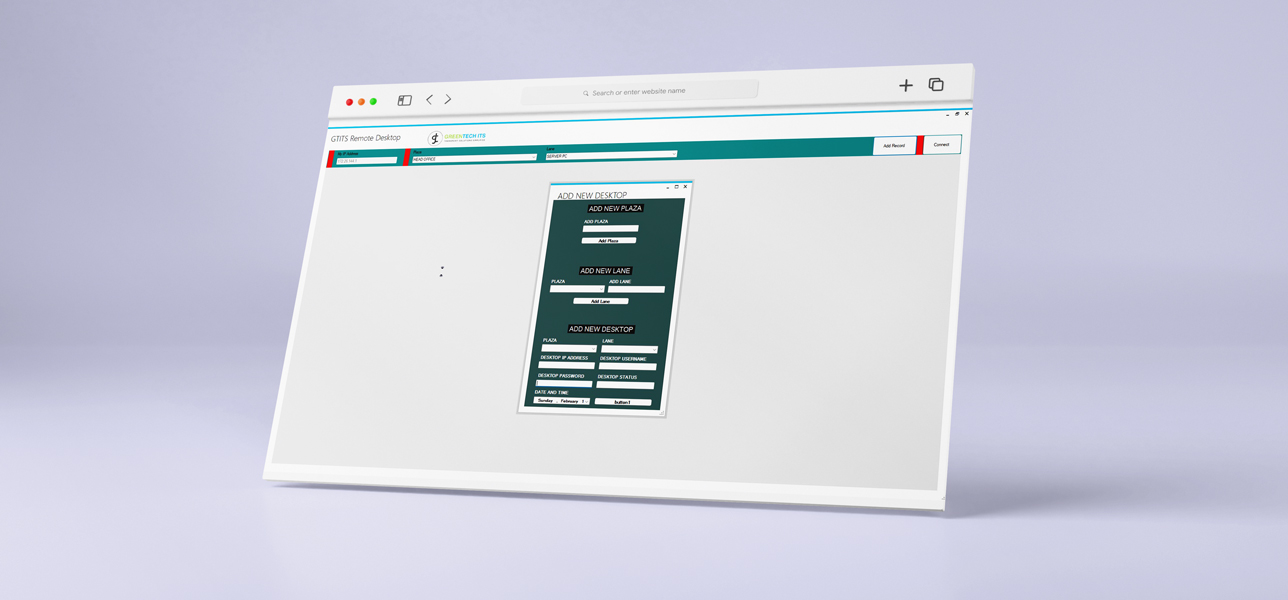 Search or enter website name
GTITS Remote Desktop
GREENTECH ITS
Plaza
HEAD OFFICE
Lane
SERVER PC
Add Record
Connect
ADD NEW DESKTOP
ADD NEW PLAZA
ADD PLAZA
Add Plaza
ADD NEW LANE
PLAZA ADD LANE
Add Lane
ADD NEW DESKTOP
PLAZA LANE
DESKTOP IP ADDRESS DESKTOP USERNAME
DESKTOP PASSWORD DESKTOP STATUS
DATE AND TIME
Sunday , February 1 button1